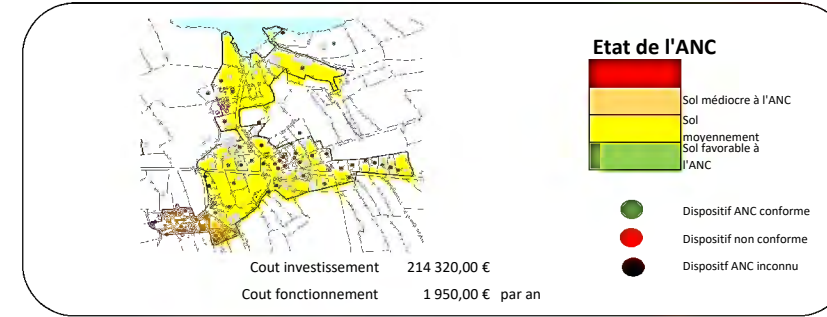 Etat de l'ANC
Sol médiocre à l'ANC
Sol
moyennement
Sol favorable à
l'ANC
Dispositif ANC conforme
Dispositif non conforme
Dispositf ANC inconnu
Cout investissement 214 320,00 €
Cout fonctionnement 1 950,00 € par an